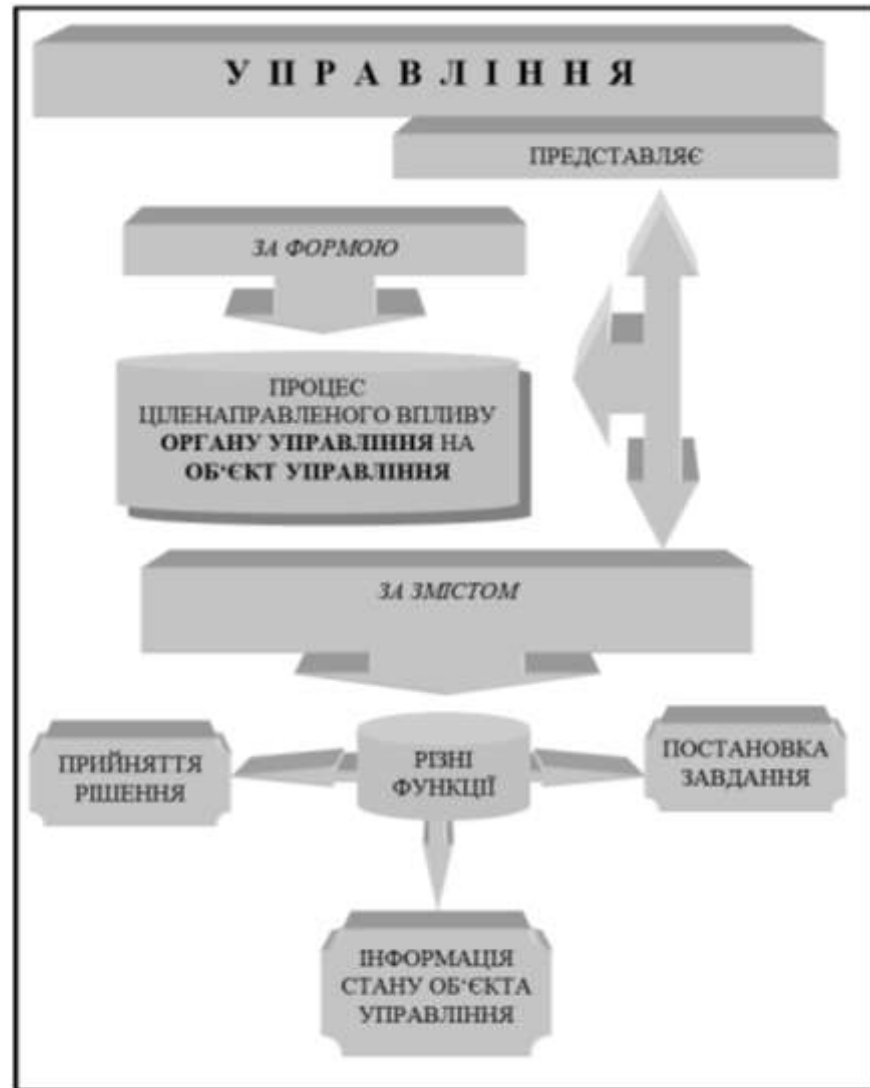 УПРАВЛІННЯ
ПРЕДСТАВЛЯЄ
ЗА ФОРМОЮ
ПРОЦЕС
ЦІЛЕНАПРАВЛЕНОГО ВПЛИВУ
ОРГАНУ УПРАВЛІННЯ НА
ОБ‘ЄКТ УПРАВЛІННЯ
ЗА ЗМІСТОМ
ПРИЙНЯТТЯ
РІШЕННЯ
РІЗНІ
ФУНКЦІЇ
ПОСТАНОВКА
ЗАВДАННЯ
ІНФОРМАЦІЯ
СТАНУ ОБ‘ЄКТА
УПРАВЛІННЯ